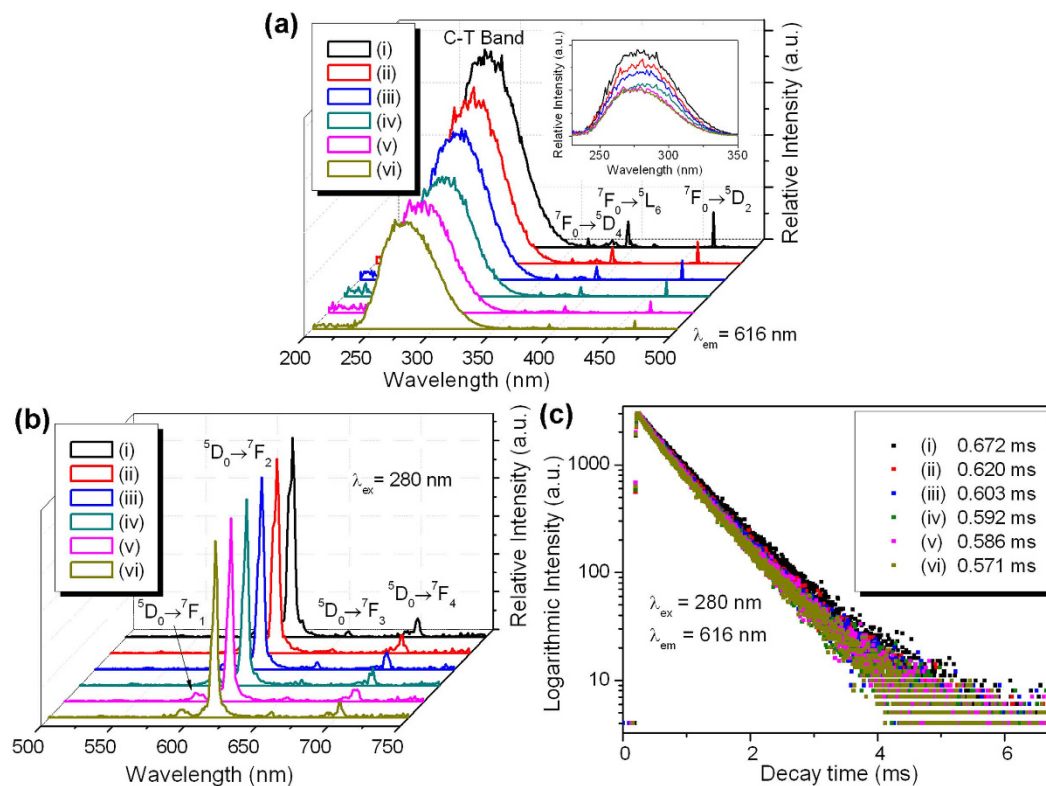 (a)
C-T Band
(i)
(ii)
(iii)
(iv)
(v)
(vi)
Relative Intensity (a.u.)
250 300 350
Wavelength (nm)
⁷F₀→⁵D₄
⁷F₀→⁵L₆
⁷F₀→⁵D₂
Relative Intensity (a.u.)
λem = 616 nm
200 250 300 350 400 450 500
Wavelength (nm)
(b)
(i)
(ii)
(iii)
(iv)
(v)
(vi)
⁵D₀→⁷F₂
λex = 280 nm
⁵D₀→⁷F₁
⁵D₀→⁷F₃
⁵D₀→⁷F₄
Relative Intensity (a.u.)
500 550 600 650 700 750
Wavelength (nm)
(c)
(i) 0.672 ms
(ii) 0.620 ms
(iii) 0.603 ms
(iv) 0.592 ms
(v) 0.586 ms
(vi) 0.571 ms
λex = 280 nm
λem = 616 nm
Logarithmic Intensity (a.u.)
1000
100
10
0 2 4 6
Decay time (ms)